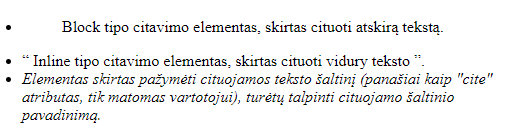 • Block tipo citavimo elementas, skirtas cituoti atskirą tekstą.
• “ Inline tipo citavimo elementas, skirtas cituoti vidury teksto ”.
• Elementas skirtas pažymėti cituojamos teksto šaltinį (panašiai kaip "cite"
atributas, tik matomas vartotojui), turėtų talpinti cituojamo šaltinio
pavadinimą.